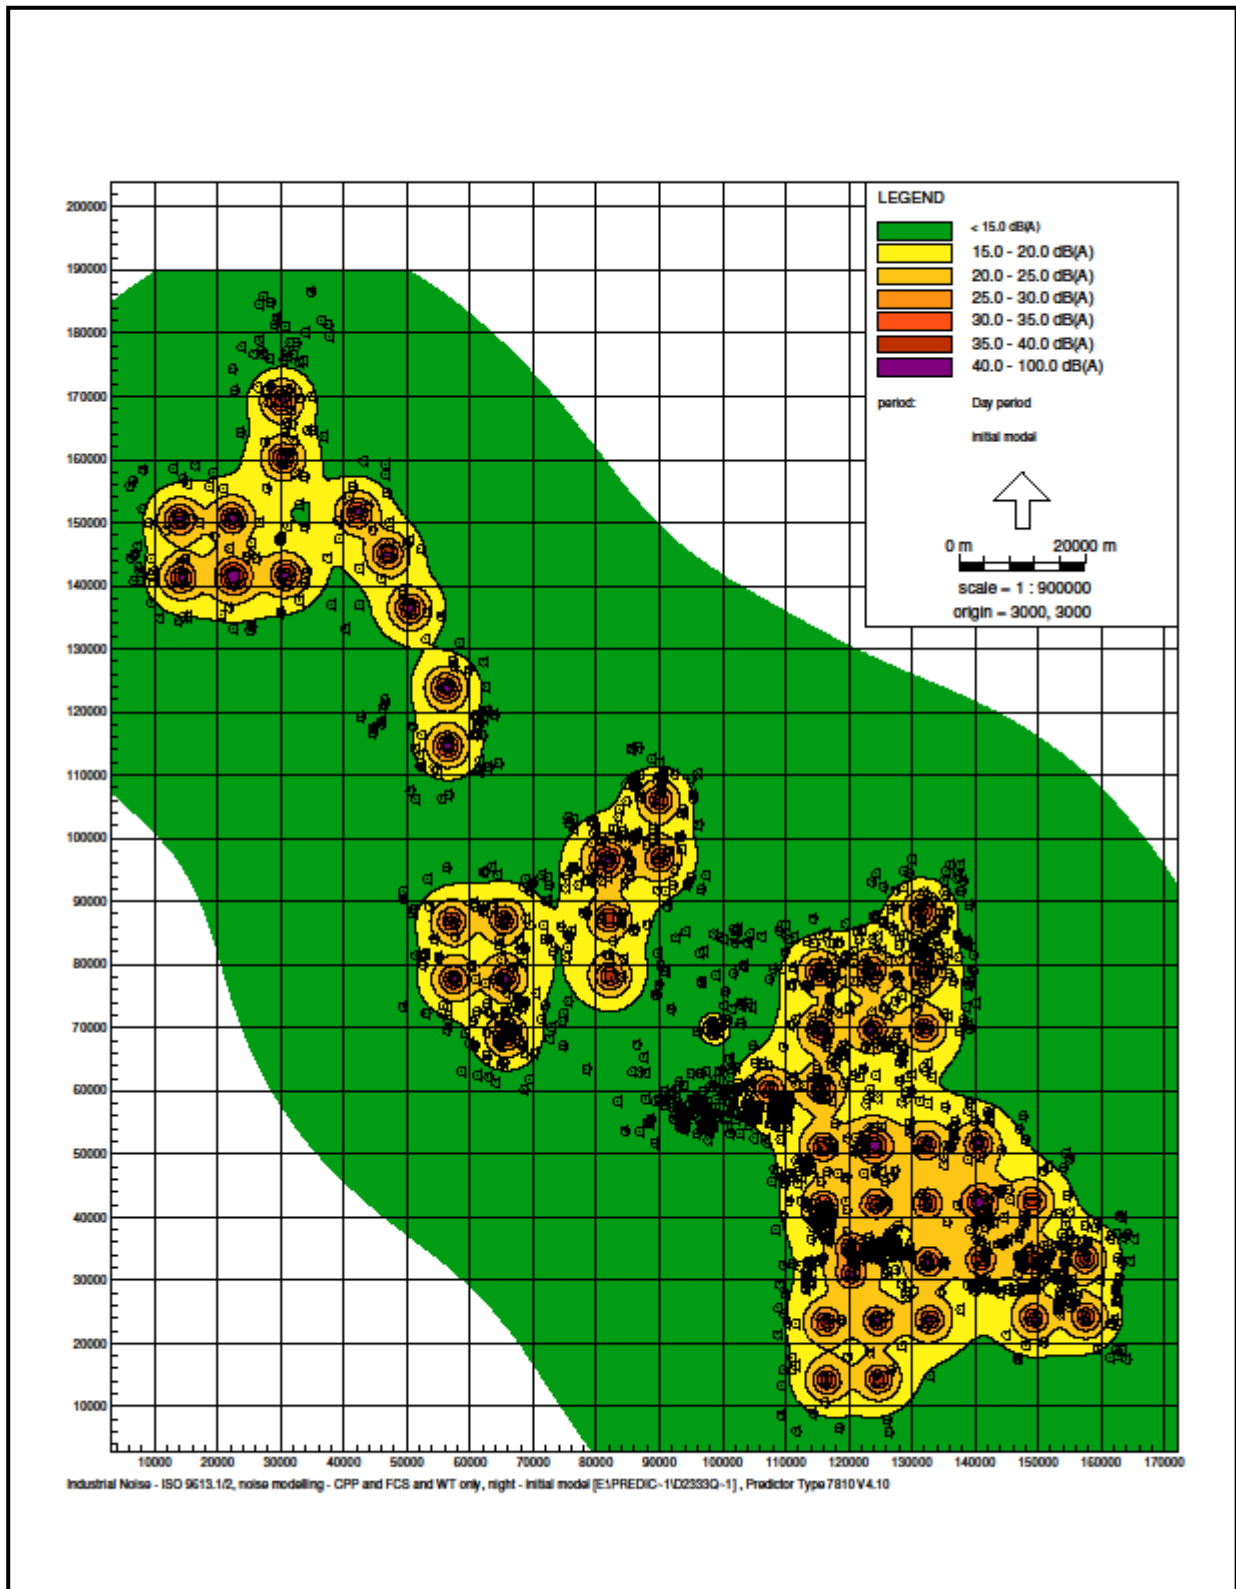 LEGEND
< 15.0 dB(A)
15.0 - 20.0 dB(A)
20.0 - 25.0 dB(A)
25.0 - 30.0 dB(A)
30.0 - 35.0 dB(A)
35.0 - 40.0 dB(A)
40.0 - 100.0 dB(A)
period: Day period
Initial model
0 m 20000 m
scale = 1 : 900000
origin = 3000, 3000
200000
190000
180000
170000
160000
150000
140000
130000
120000
110000
100000
90000
80000
70000
60000
50000
40000
30000
20000
10000
10000 20000 30000 40000 50000 60000 70000 80000 90000 100000 110000 120000 130000 140000 150000 160000 170000
Industrial Noise - ISO 9613.1/2, noise modelling - CPP and FCS and WT only, night - Initial model [E:\PREDIC~1\D2333Q~1] , Predictor Type 7810 V4.10